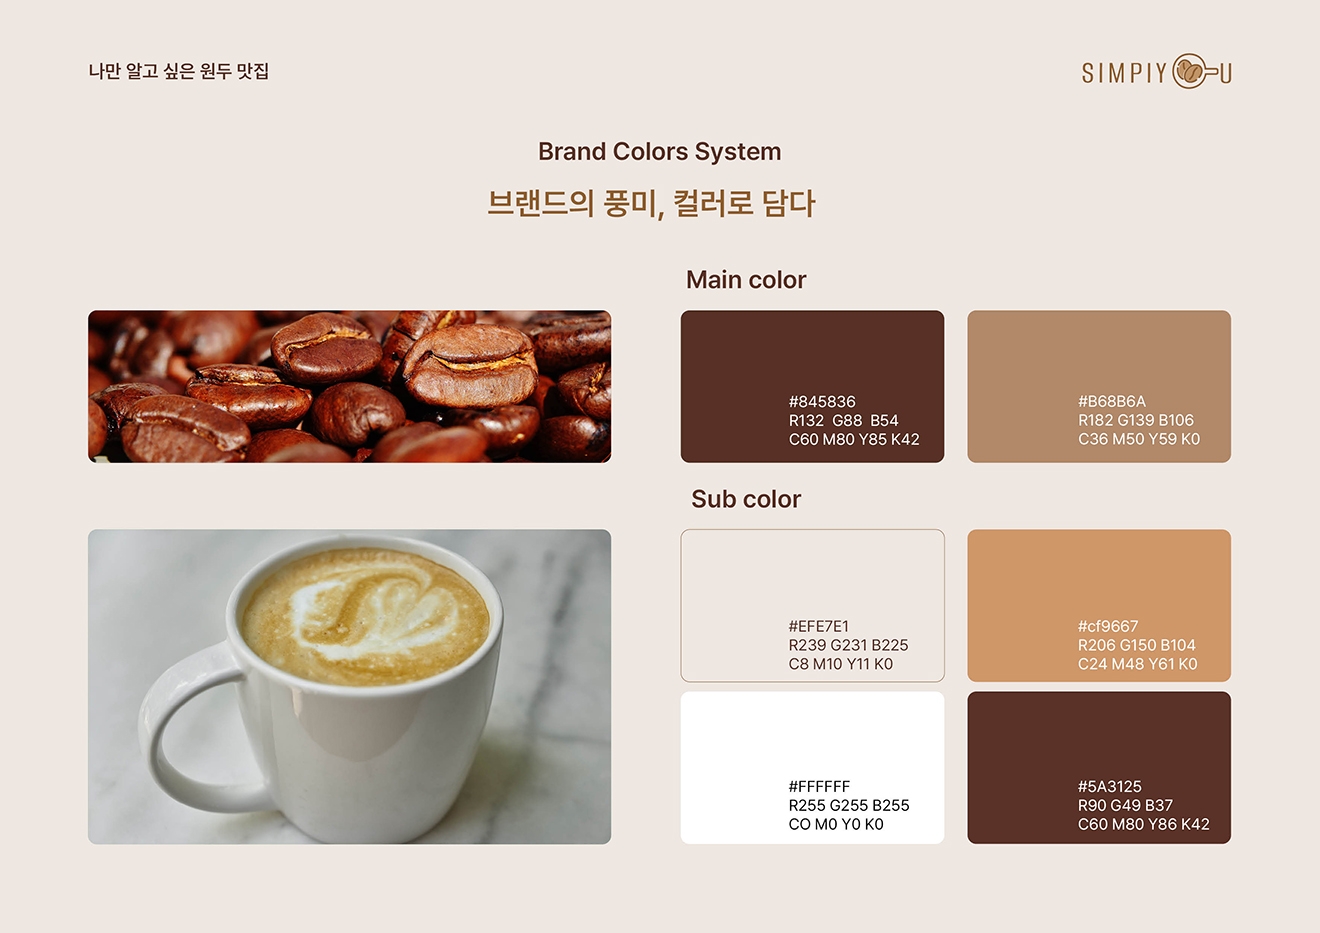 나만 알고 싶은 원두 맛집
SIMPIY U
Brand Colors System
브랜드의 풍미, 컬러로 담다
Main color
#845836
R132 G88 B54
C60 M80 Y85 K42
#B68B6A
R182 G139 B106
C36 M50 Y59 K0
Sub color
#EFE7E1
R239 G231 B225
C8 M10 Y11 K0
#cf9667
R206 G150 B104
C24 M48 Y61 K0
#FFFFFF
R255 G255 B255
CO M0 Y0 K0
#5A3125
R90 G49 B37
C60 M80 Y86 K42